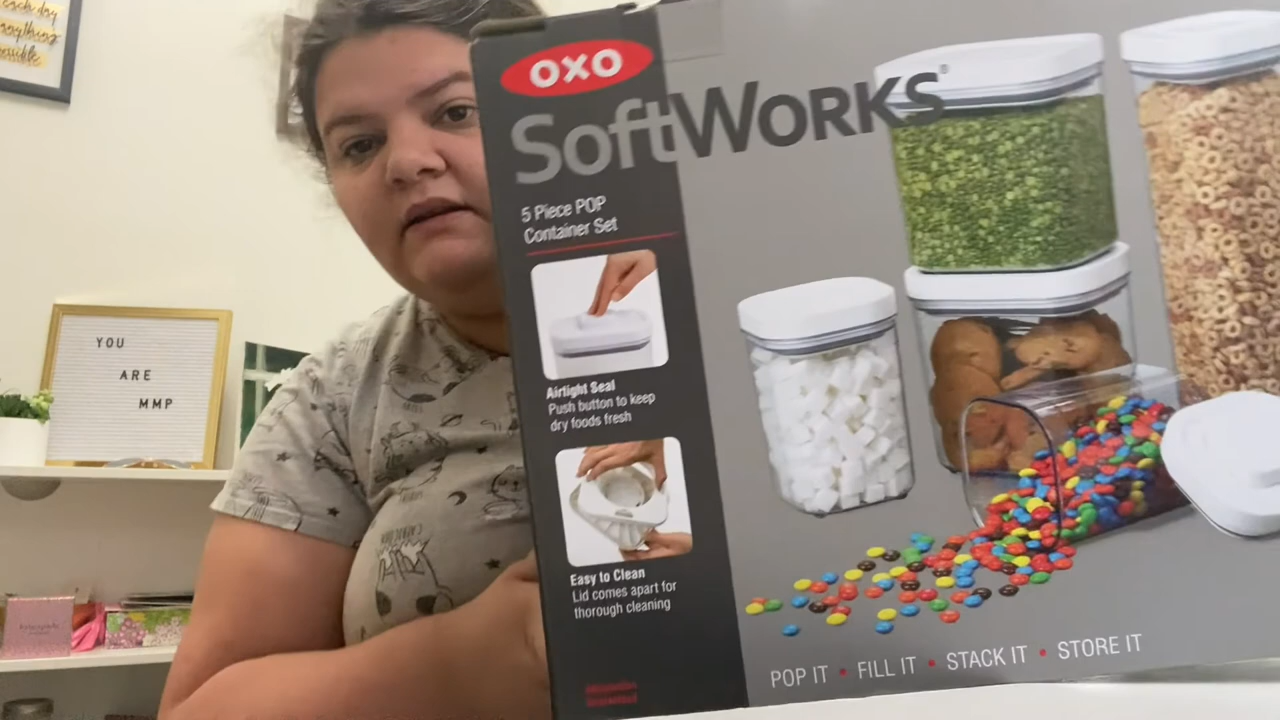 YOU
ARE
MMP
OXO
SoftWORKS®
5 Piece POP
Container Set
Airtight Seal
Push button to keep
dry foods fresh
Easy to Clean
Lid comes apart for
thorough cleaning
POP IT • FILL IT • STACK IT • STORE IT